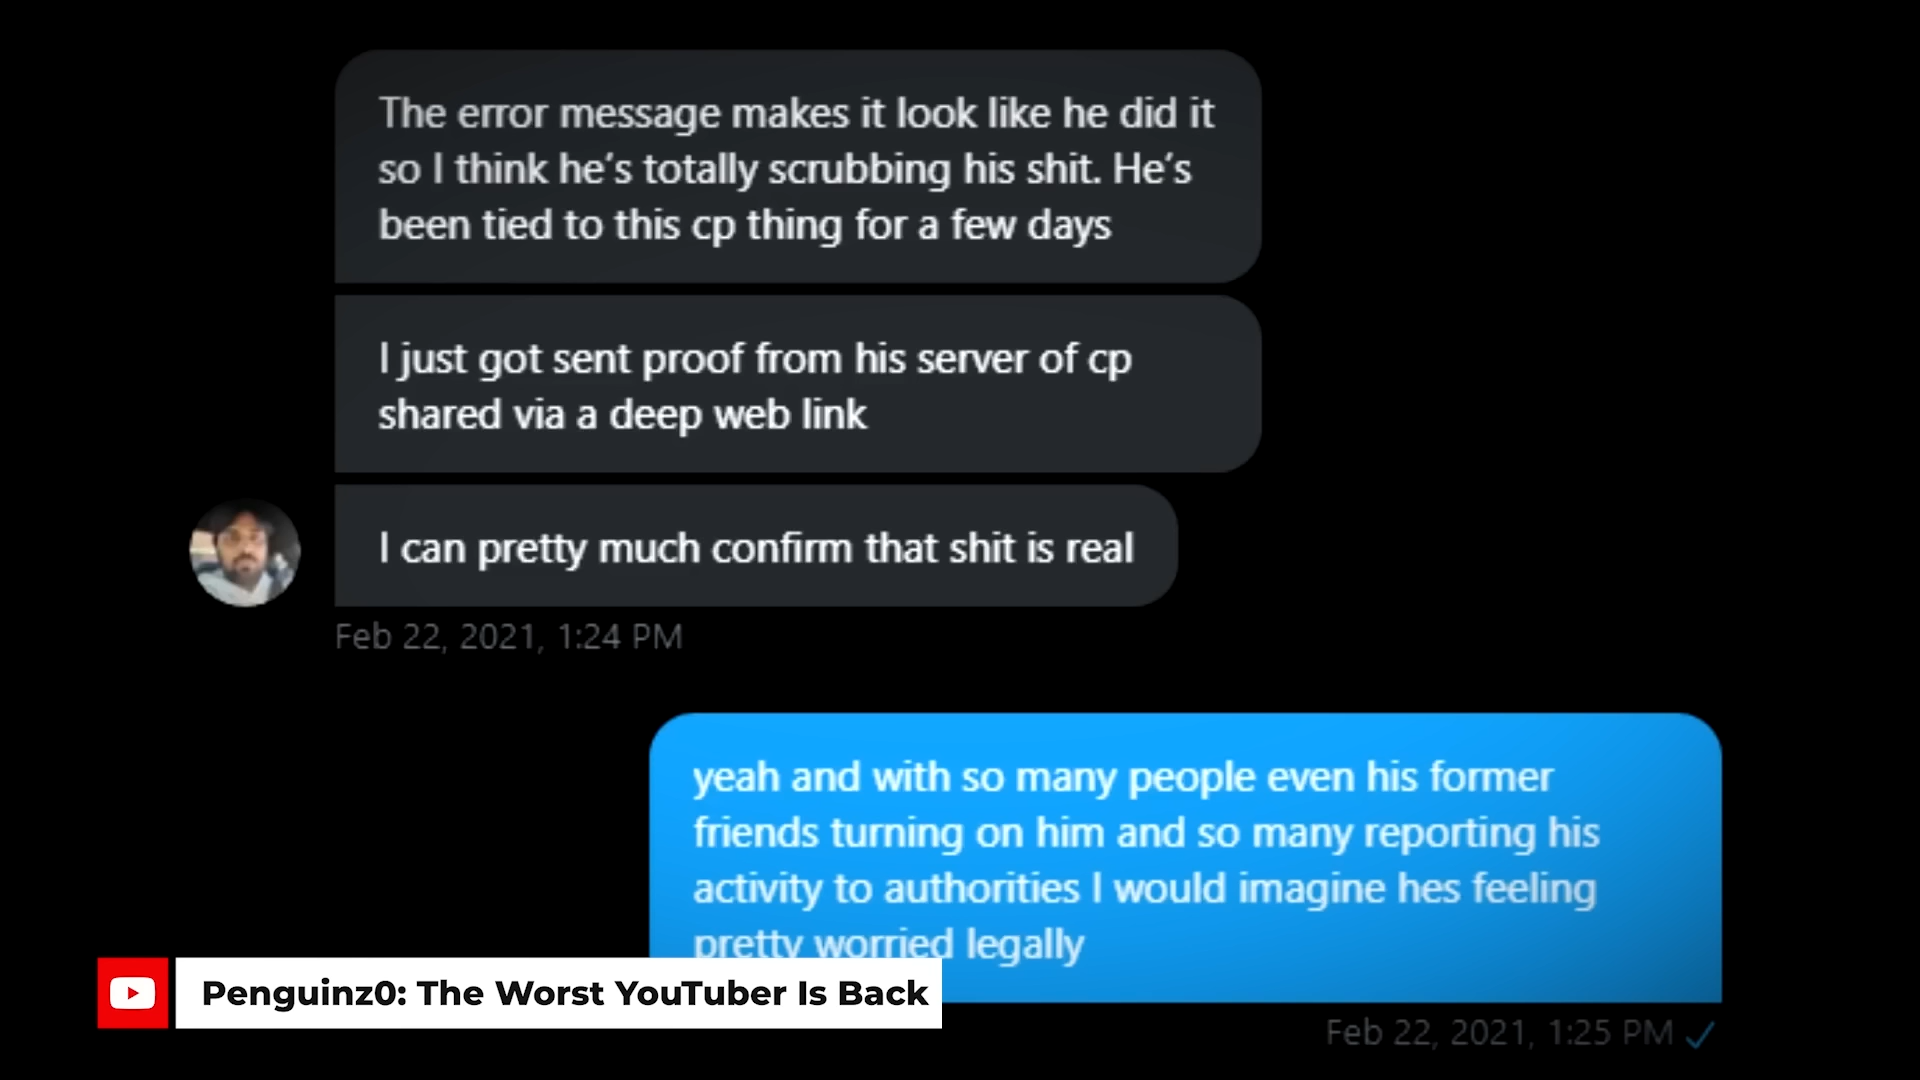 The error message makes it look like he did it
so I think he's totally scrubbing his shit. He's
been tied to this cp thing for a few days
I just got sent proof from his server of cp
shared via a deep web link
I can pretty much confirm that shit is real
Feb 22, 2021, 1:24 PM
yeah and with so many people even his former
friends turning on him and so many reporting his
activity to authorities I would imagine hes feeling
pretty worried legally
Penguinz0: The Worst YouTuber Is Back
Feb 22, 2021, 1:25 PM